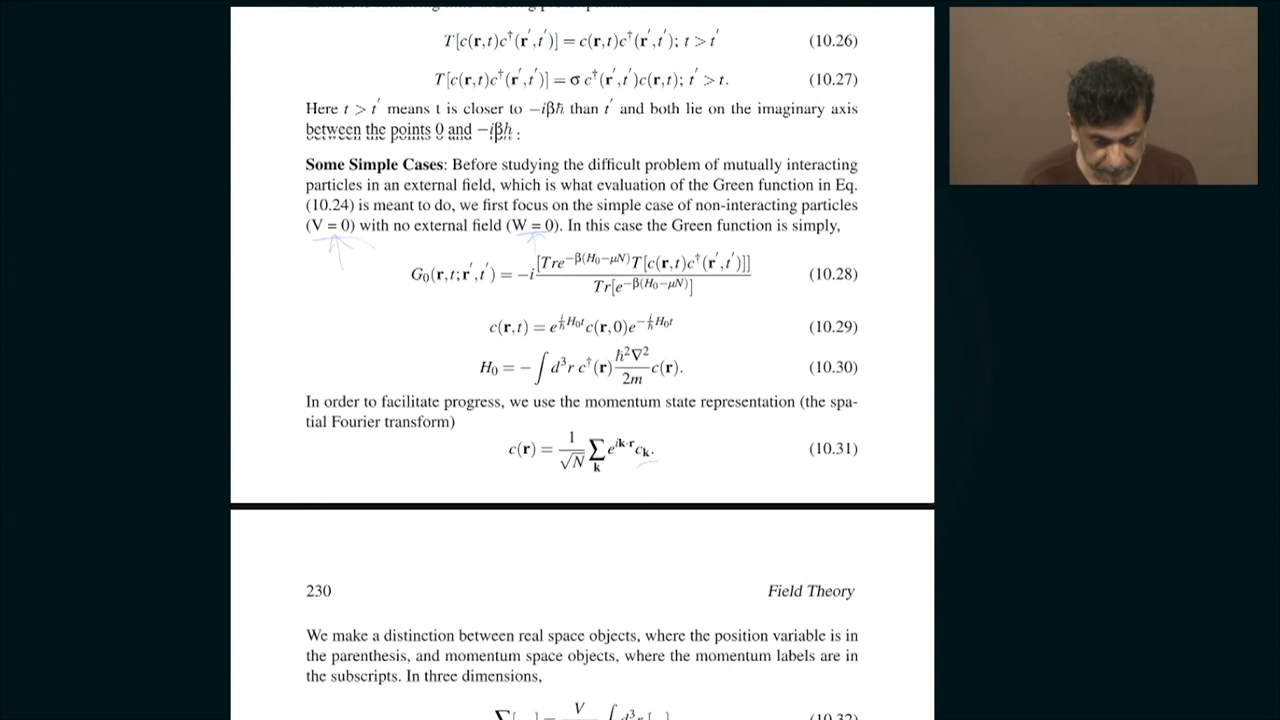 T[c(r,t)c†(r′,t′)] = c(r,t)c†(r′,t′); t > t′ (10.26)
T[c(r,t)c†(r′,t′)] = σ c†(r′,t′)c(r,t); t′ > t. (10.27)
Here t > t′ means t is closer to −iβℏ than t′ and both lie on the imaginary axis
between the points 0 and −iβℏ.
Some Simple Cases: Before studying the difficult problem of mutually interacting
particles in an external field, which is what evaluation of the Green function in Eq.
(10.24) is meant to do, we first focus on the simple case of non-interacting particles
(V = 0) with no external field (W = 0). In this case the Green function is simply,
G₀(r,t;r′,t′) = −i [Tre^{−β(H₀−μN)}T[c(r,t)c†(r′,t′)]] / Tr[e^{−β(H₀−μN)}] (10.28)
c(r,t) = e^{(i/ℏ)H₀t}c(r,0)e^{−(i/ℏ)H₀t} (10.29)
H₀ = −∫ d³r c†(r) (ℏ²∇²/2m) c(r). (10.30)
In order to facilitate progress, we use the momentum state representation (the spa-
tial Fourier transform)
c(r) = (1/√N) ∑_k e^{ik·r}c_k. (10.31)
230 Field Theory
We make a distinction between real space objects, where the position variable is in
the parenthesis, and momentum space objects, where the momentum labels are in
the subscripts. In three dimensions,